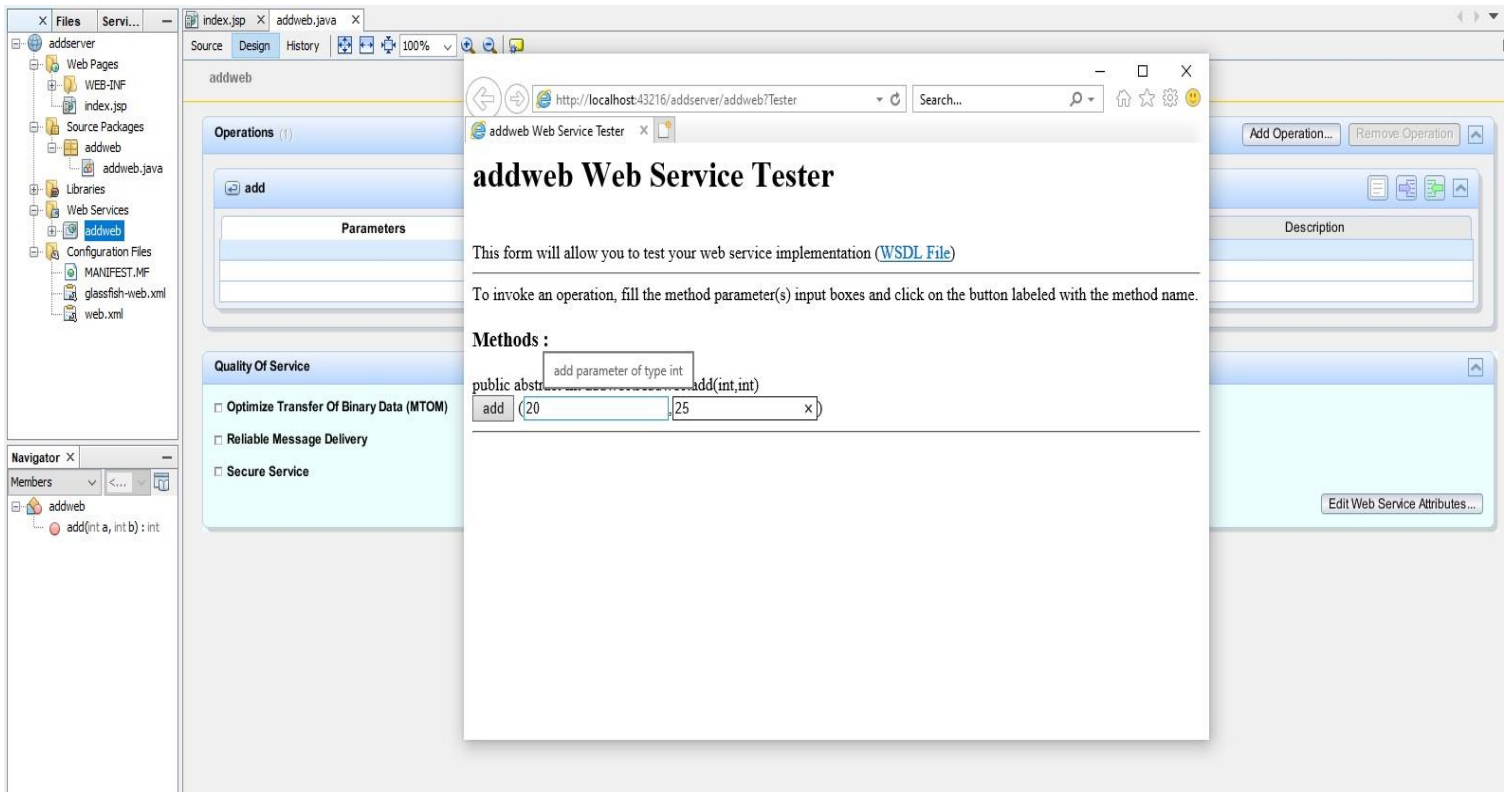 Files Servi...
addserver
Web Pages
WEB-INF
index.jsp
Source Packages
addweb
addweb.java
Libraries
Web Services
addweb
Configuration Files
MANIFEST.MF
glassfish-web.xml
web.xml
Navigator
Members <...
addweb
add(int a, int b) : int
index.jsp addweb.java
Source Design History 100%
addweb
Operations (1)
Add Operation... Remove Operation
add
Parameters
Description
Quality Of Service
Optimize Transfer Of Binary Data (MTOM)
Reliable Message Delivery
Secure Service
Edit Web Service Attributes...
http://localhost:43216/addserver/addweb?Tester
Search...
addweb Web Service Tester
addweb Web Service Tester
This form will allow you to test your web service implementation (WSDL File)
To invoke an operation, fill the method parameter(s) input boxes and click on the button labeled with the method name.
Methods :
add parameter of type int
public abstr add(int,int)
add (20 ,25 )